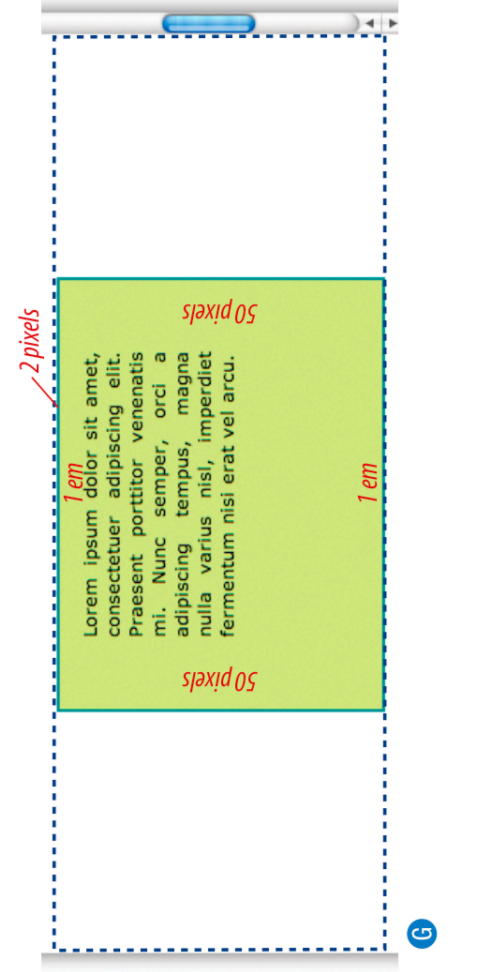 2 pixels
1 em
50 pixels
Lorem ipsum dolor sit amet,
consectetuer adipiscing elit.
Praesent porttitor venenatis
mi. Nunc semper, orci a
adipiscing tempus, magna
nulla varius nisl, imperdiet
fermentum nisi erat vel arcu.
50 pixels
1 em
G